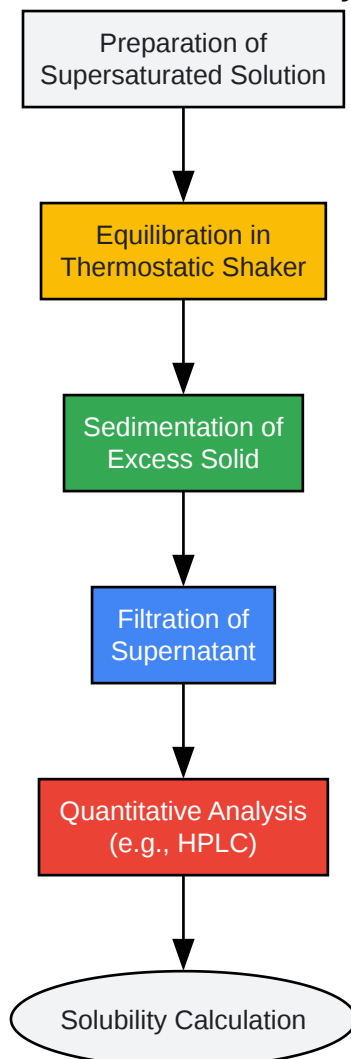 Preparation of
Supersaturated Solution
Equilibration in
Thermostatic Shaker
Sedimentation of
Excess Solid
Filtration of
Supernatant
Quantitative Analysis
(e.g., HPLC)
Solubility Calculation